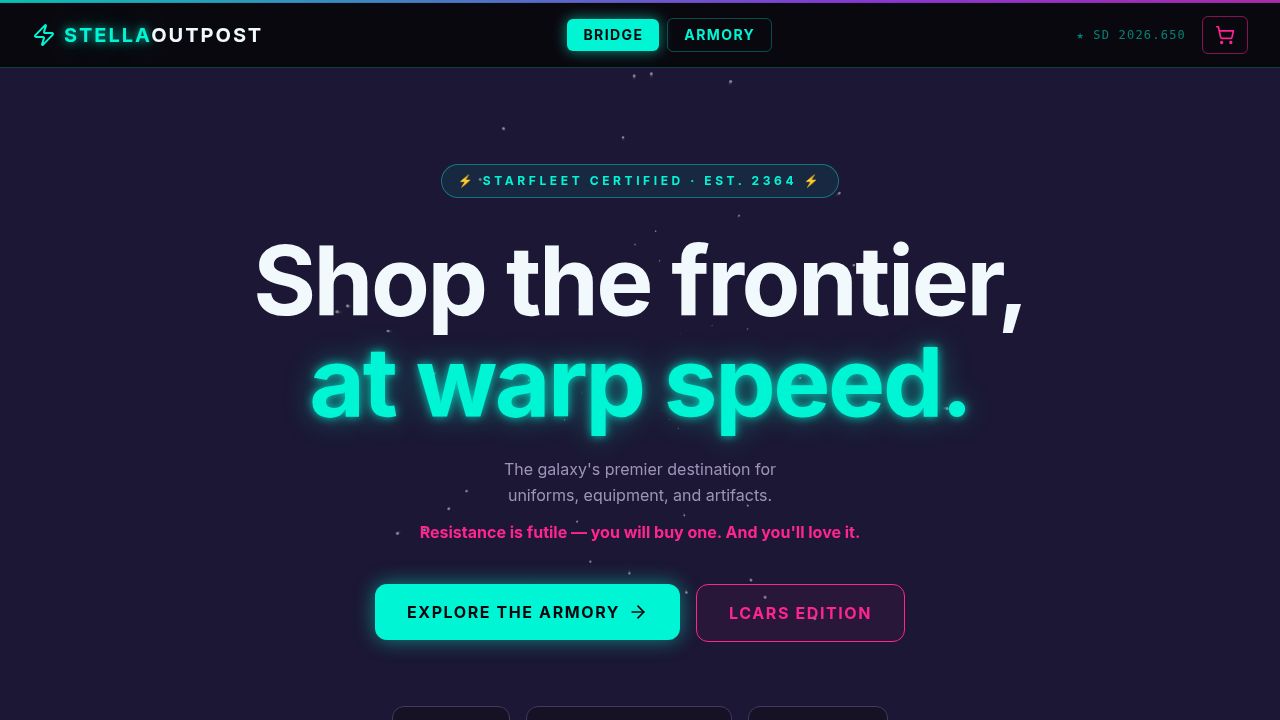 STELLAOUTPOST
BRIDGE
ARMORY
★ SD 2026.650
⚡ STARFLEET CERTIFIED · EST. 2364 ⚡
Shop the frontier,
at warp speed.
The galaxy's premier destination for
uniforms, equipment, and artifacts.
Resistance is futile — you will buy one. And you'll love it.
EXPLORE THE ARMORY →
LCARS EDITION